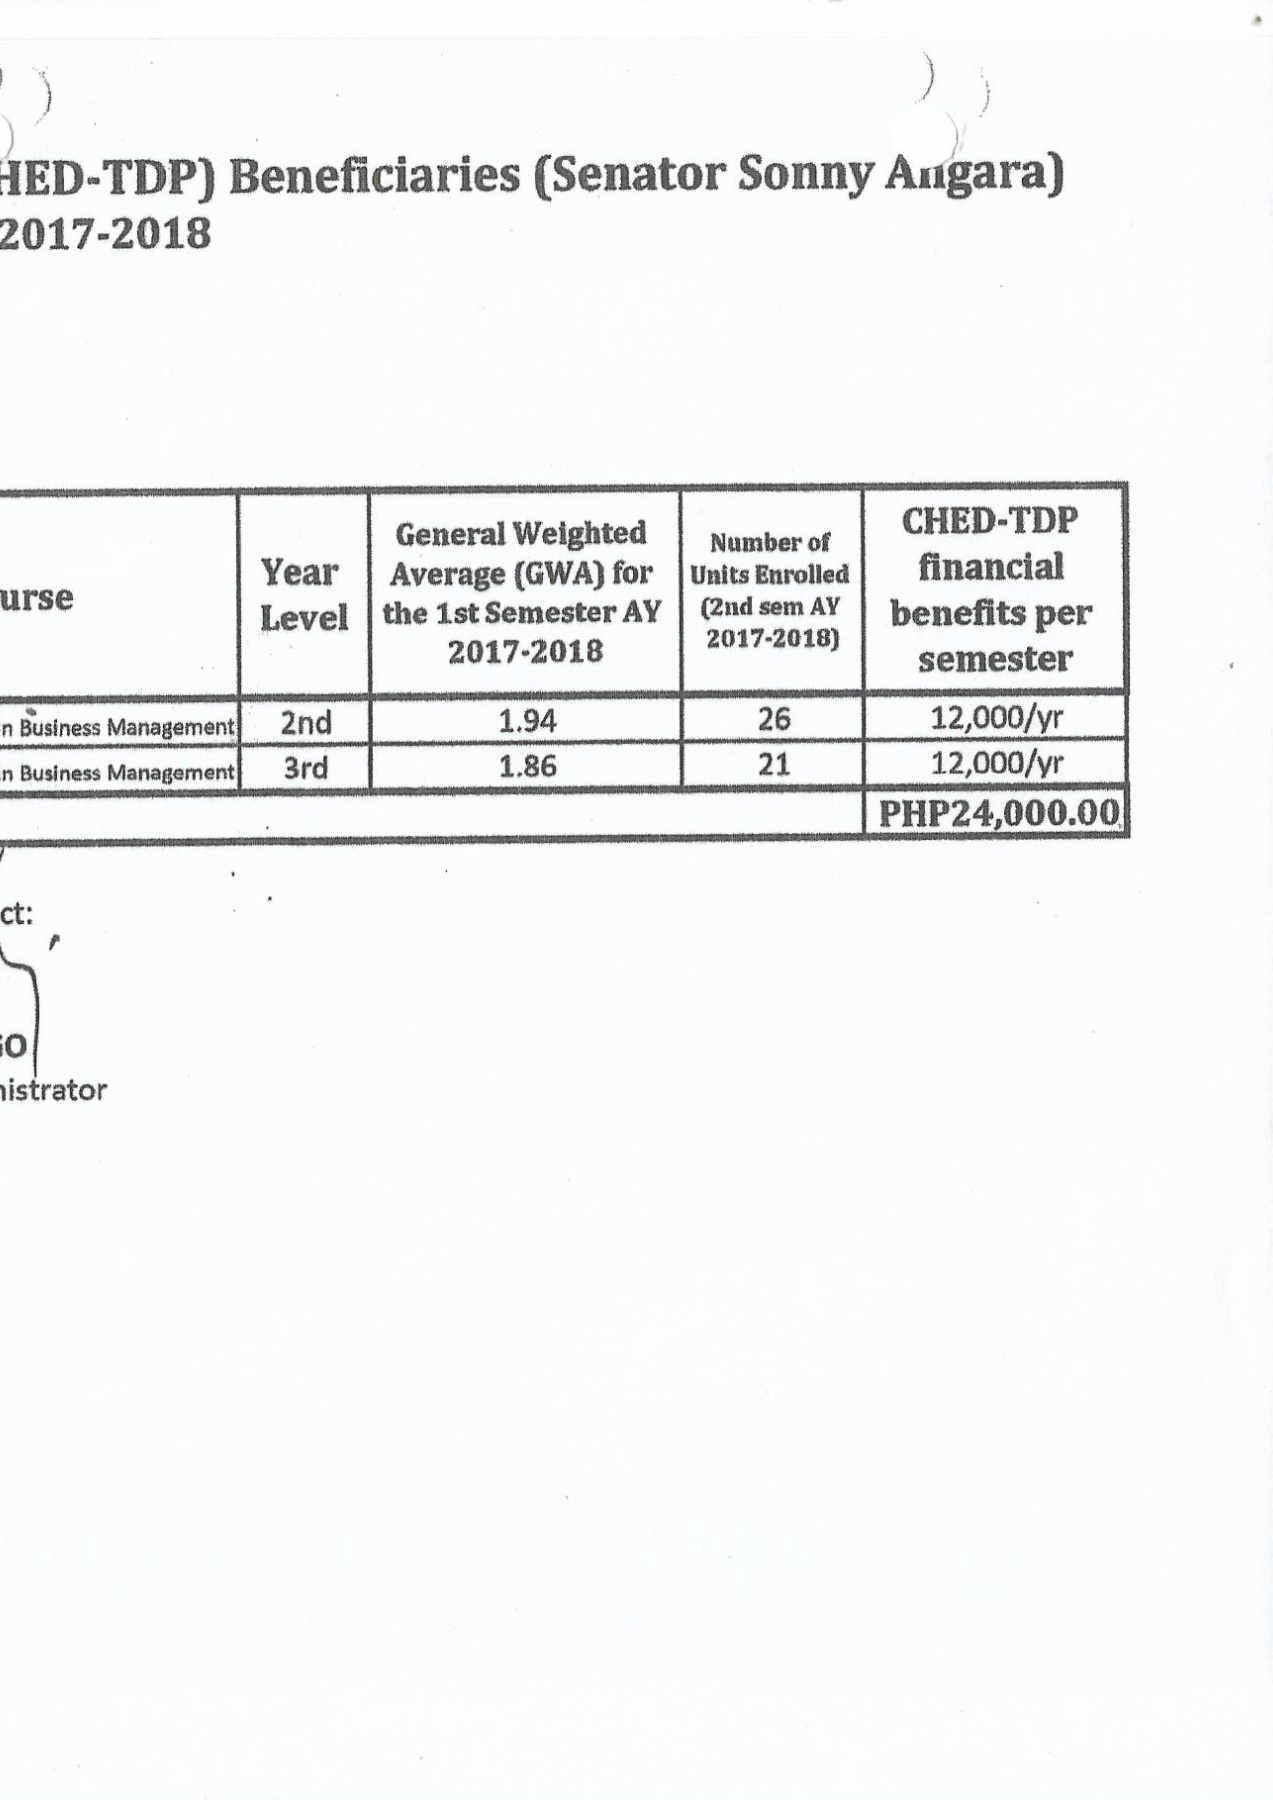 HED-TDP) Beneficiaries (Senator Sonny Angara)
2017-2018
urse
Year
Level
General Weighted
Average (GWA) for
the 1st Semester AY
2017-2018
Number of
Units Enrolled
(2nd sem AY
2017-2018)
CHED-TDP
financial
benefits per
semester
n Business Management 2nd 1.94 26 12,000/yr
n Business Management 3rd 1.86 21 12,000/yr
PHP24,000.00
ct:
GO
nistrator